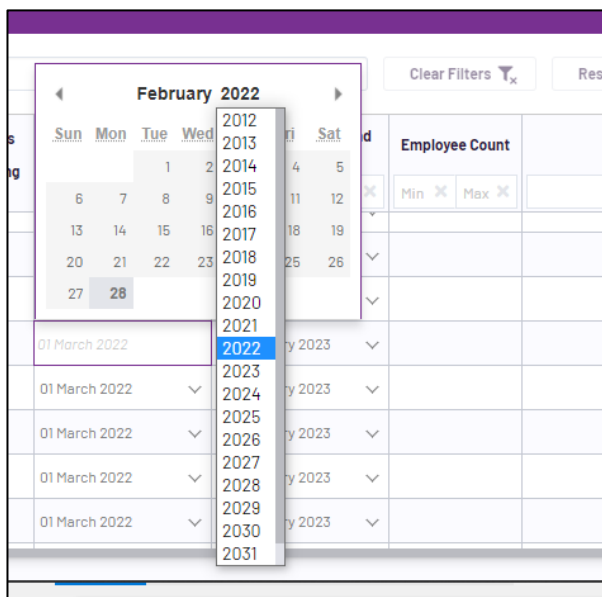 Clear Filters Res
February 2022
Sun Mon Tue Wed ri Sat
1 2 4 5
6 7 8 9 11 12
13 14 15 16 18 19
20 21 22 23 25 26
27 28
2012
2013
2014
2015
2016
2017
2018
2019
2020
2021
2022
2023
2024
2025
2026
2027
2028
2029
2030
2031
s
ng
d
Employee Count
Min Max
01 March 2022 ry 2023
01 March 2022 ry 2023
01 March 2022 ry 2023
01 March 2022 ry 2023
01 March 2022 ry 2023